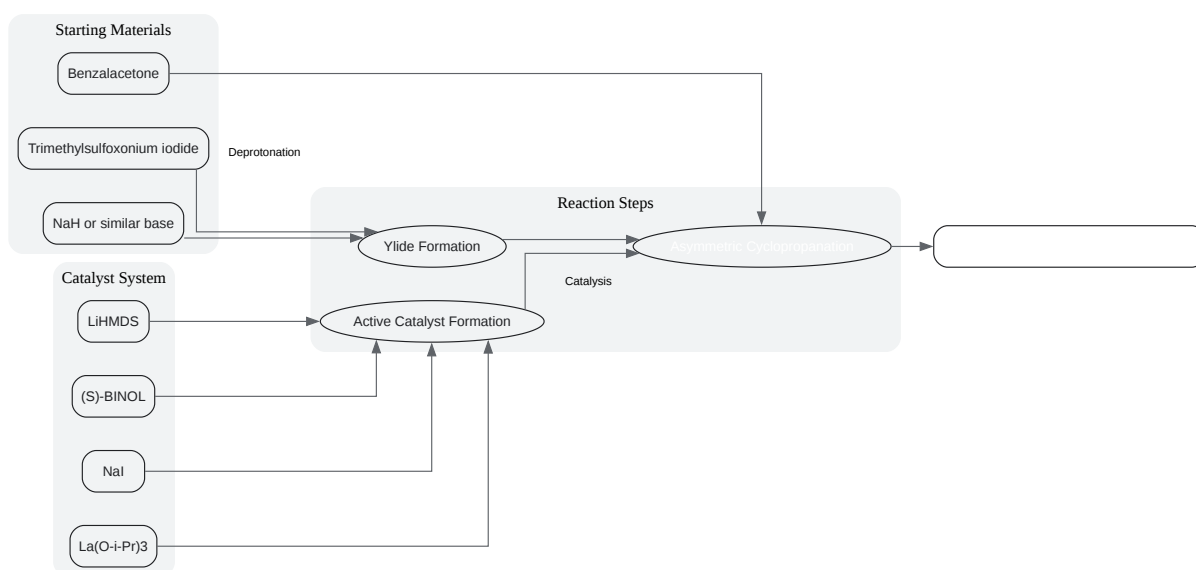 Starting Materials
Benzalacetone
Trimethylsulfoxonium iodide
Deprotonation
NaH or similar base
Reaction Steps
Ylide Formation
Asymmetric Cyclopropanation
Catalyst System
Catalysis
LiHMDS
Active Catalyst Formation
(S)-BINOL
NaI
La(O-i-Pr)3